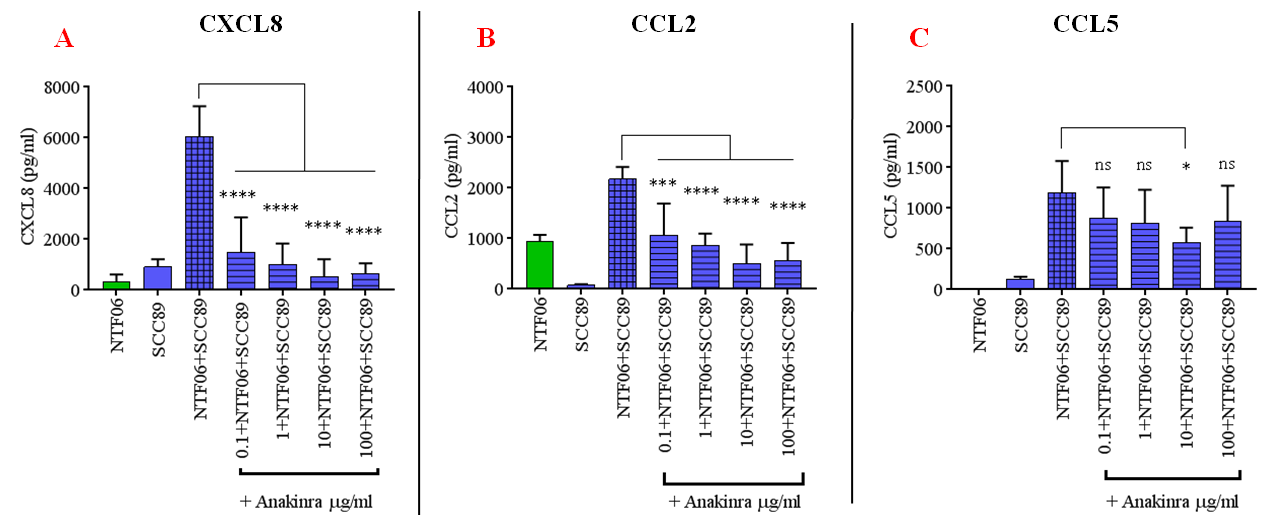 A
CXCL8
CXCL8 (pg/ml)
8000
6000
4000
2000
0
****
****
****
****
NTF06
SCC89
NTF06+SCC89
0.1+NTF06+SCC89
1+NTF06+SCC89
10+NTF06+SCC89
100+NTF06+SCC89
+ Anakinra µg/ml
B
CCL2
CCL2 (pg/ml)
4000
3000
2000
1000
0
***
****
****
****
NTF06
SCC89
NTF06+SCC89
0.1+NTF06+SCC89
1+NTF06+SCC89
10+NTF06+SCC89
100+NTF06+SCC89
+ Anakinra µg/ml
C
CCL5
CCL5 (pg/ml)
2500
2000
1500
1000
500
0
ns
ns
*
ns
NTF06
SCC89
NTF06+SCC89
0.1+NTF06+SCC89
1+NTF06+SCC89
10+NTF06+SCC89
100+NTF06+SCC89
+ Anakinra µg/ml